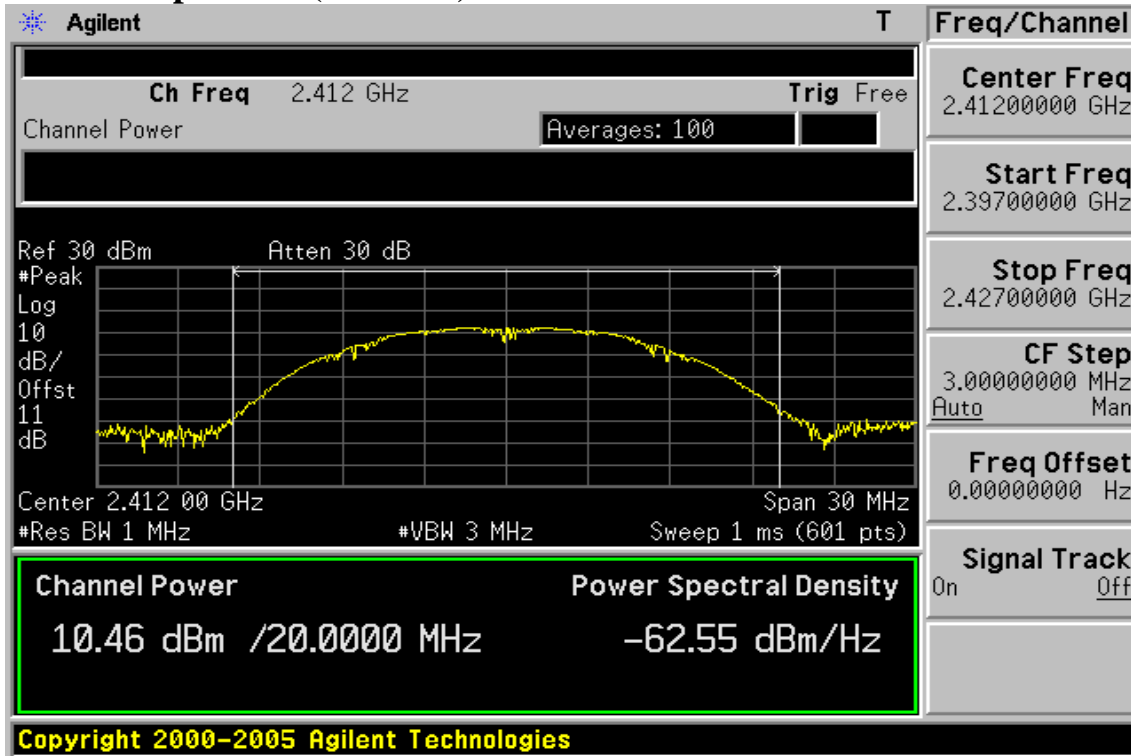 Agilent T Freq/Channel
Ch Freq 2.412 GHz Trig Free
Channel Power Averages: 100
Center Freq
2.41200000 GHz
Start Freq
2.39700000 GHz
Stop Freq
2.42700000 GHz
CF Step
3.00000000 MHz
Auto Man
Freq Offset
0.00000000 Hz
Signal Track
On Off
Ref 30 dBm Atten 30 dB
#Peak
Log
10
dB/
Offst
11
dB
Center 2.412 00 GHz Span 30 MHz
#Res BW 1 MHz #VBW 3 MHz Sweep 1 ms (601 pts)
Channel Power Power Spectral Density
10.46 dBm /20.0000 MHz -62.55 dBm/Hz
Copyright 2000-2005 Agilent Technologies